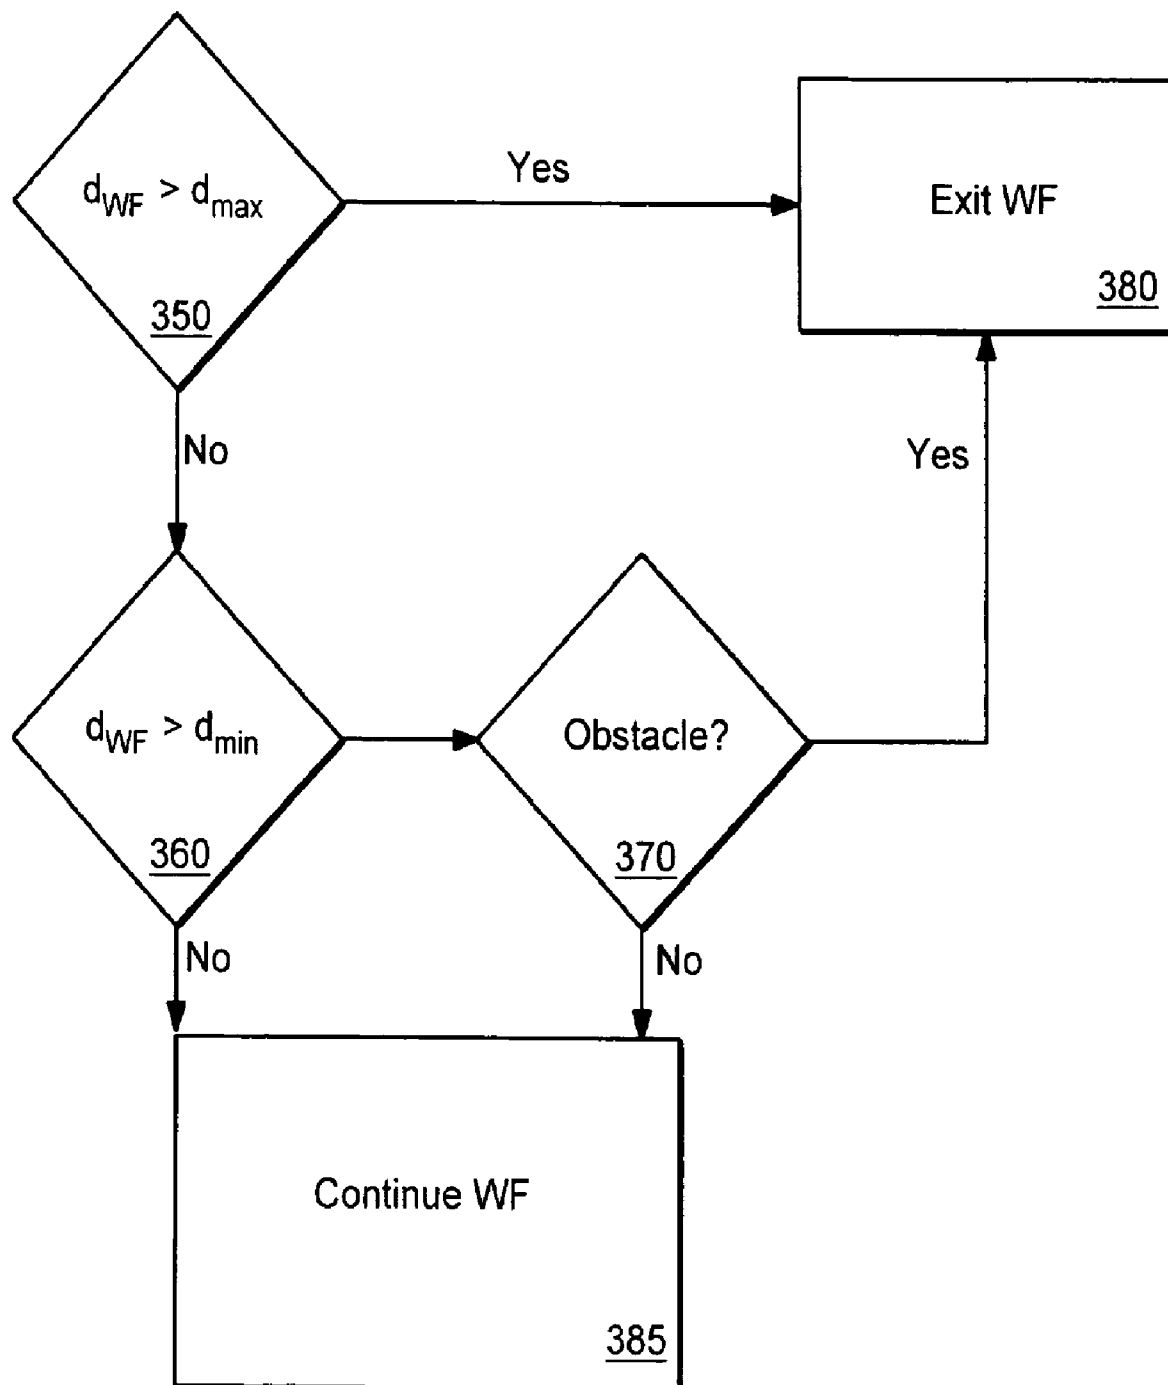 d_WF > d_max
350
Yes
Exit WF
380
No
Yes
d_WF > d_min
360
Obstacle?
370
No
No
Continue WF
385